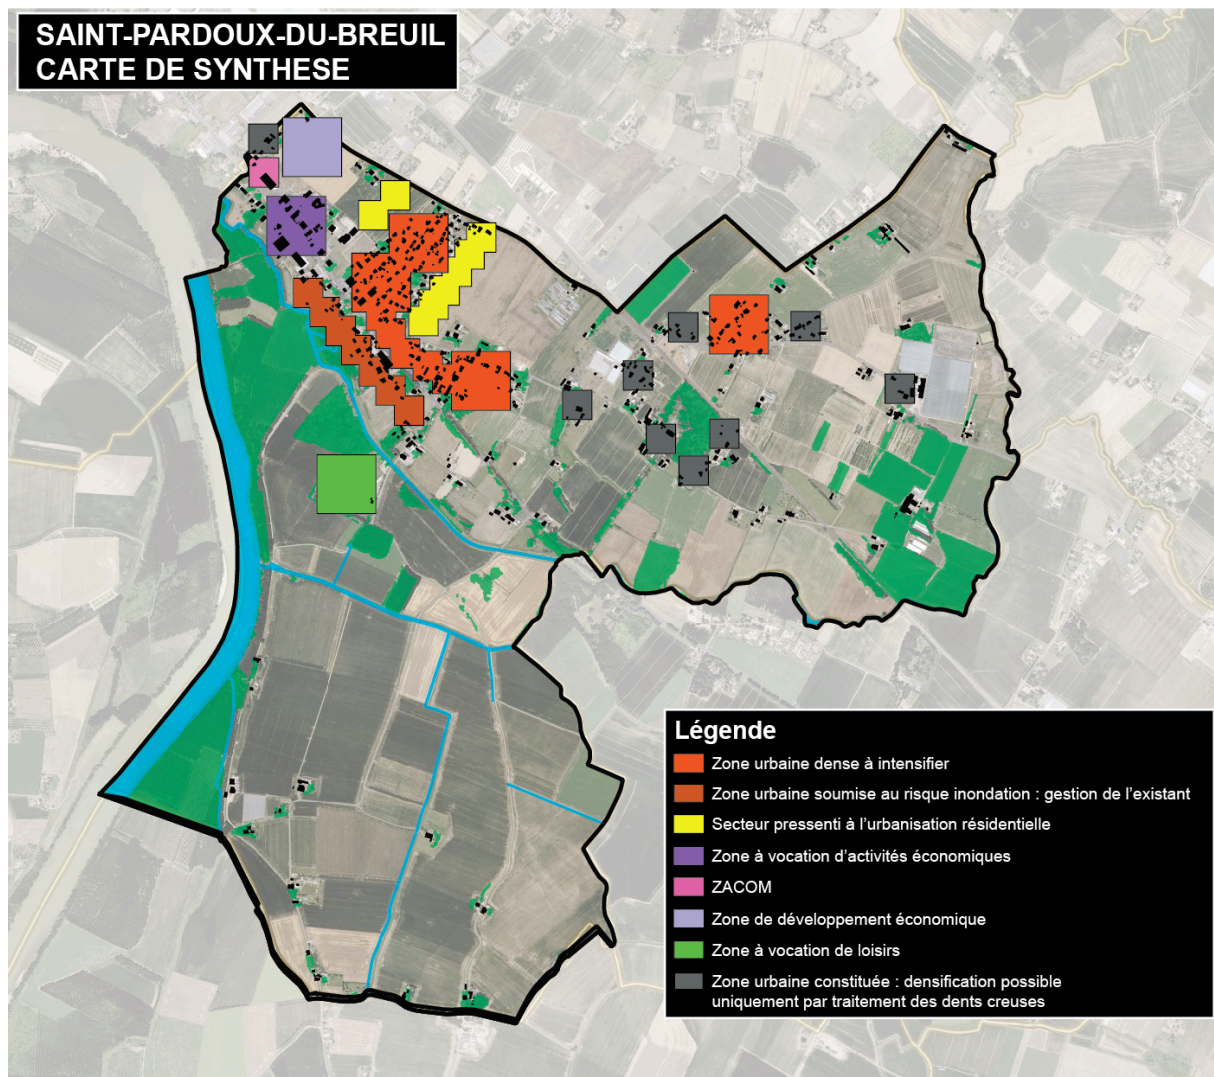 SAINT-PARDOUX-DU-BREUIL
CARTE DE SYNTHESE
Légende
Zone urbaine dense à intensifier
Zone urbaine soumise au risque inondation : gestion de l'existant
Secteur pressenti à l'urbanisation résidentielle
Zone à vocation d'activités économiques
ZACOM
Zone de développement économique
Zone à vocation de loisirs
Zone urbaine constituée : densification possible
uniquement par traitement des dents creuses